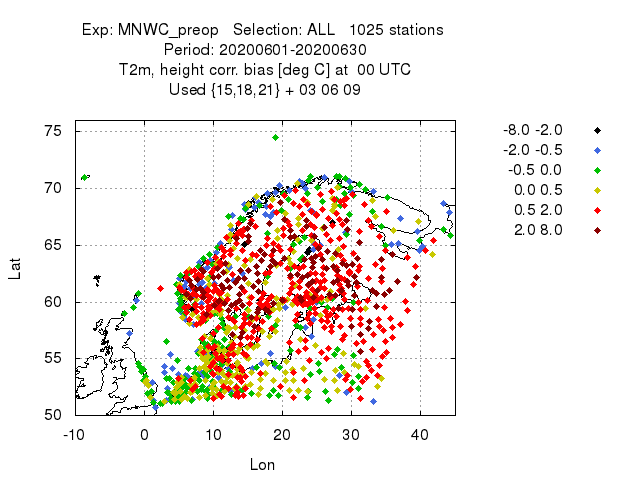 Exp: MNWC_preop   Selection: ALL   1025 stations
Period: 20200601-20200630
T2m, height corr. bias [deg C] at  00 UTC
Used {15,18,21} + 03 06 09
-8.0 -2.0
-2.0 -0.5
-0.5 0.0
0.0 0.5
0.5 2.0
2.0 8.0
75
70
65
60
55
50
Lat
-10 0 10 20 30 40
Lon